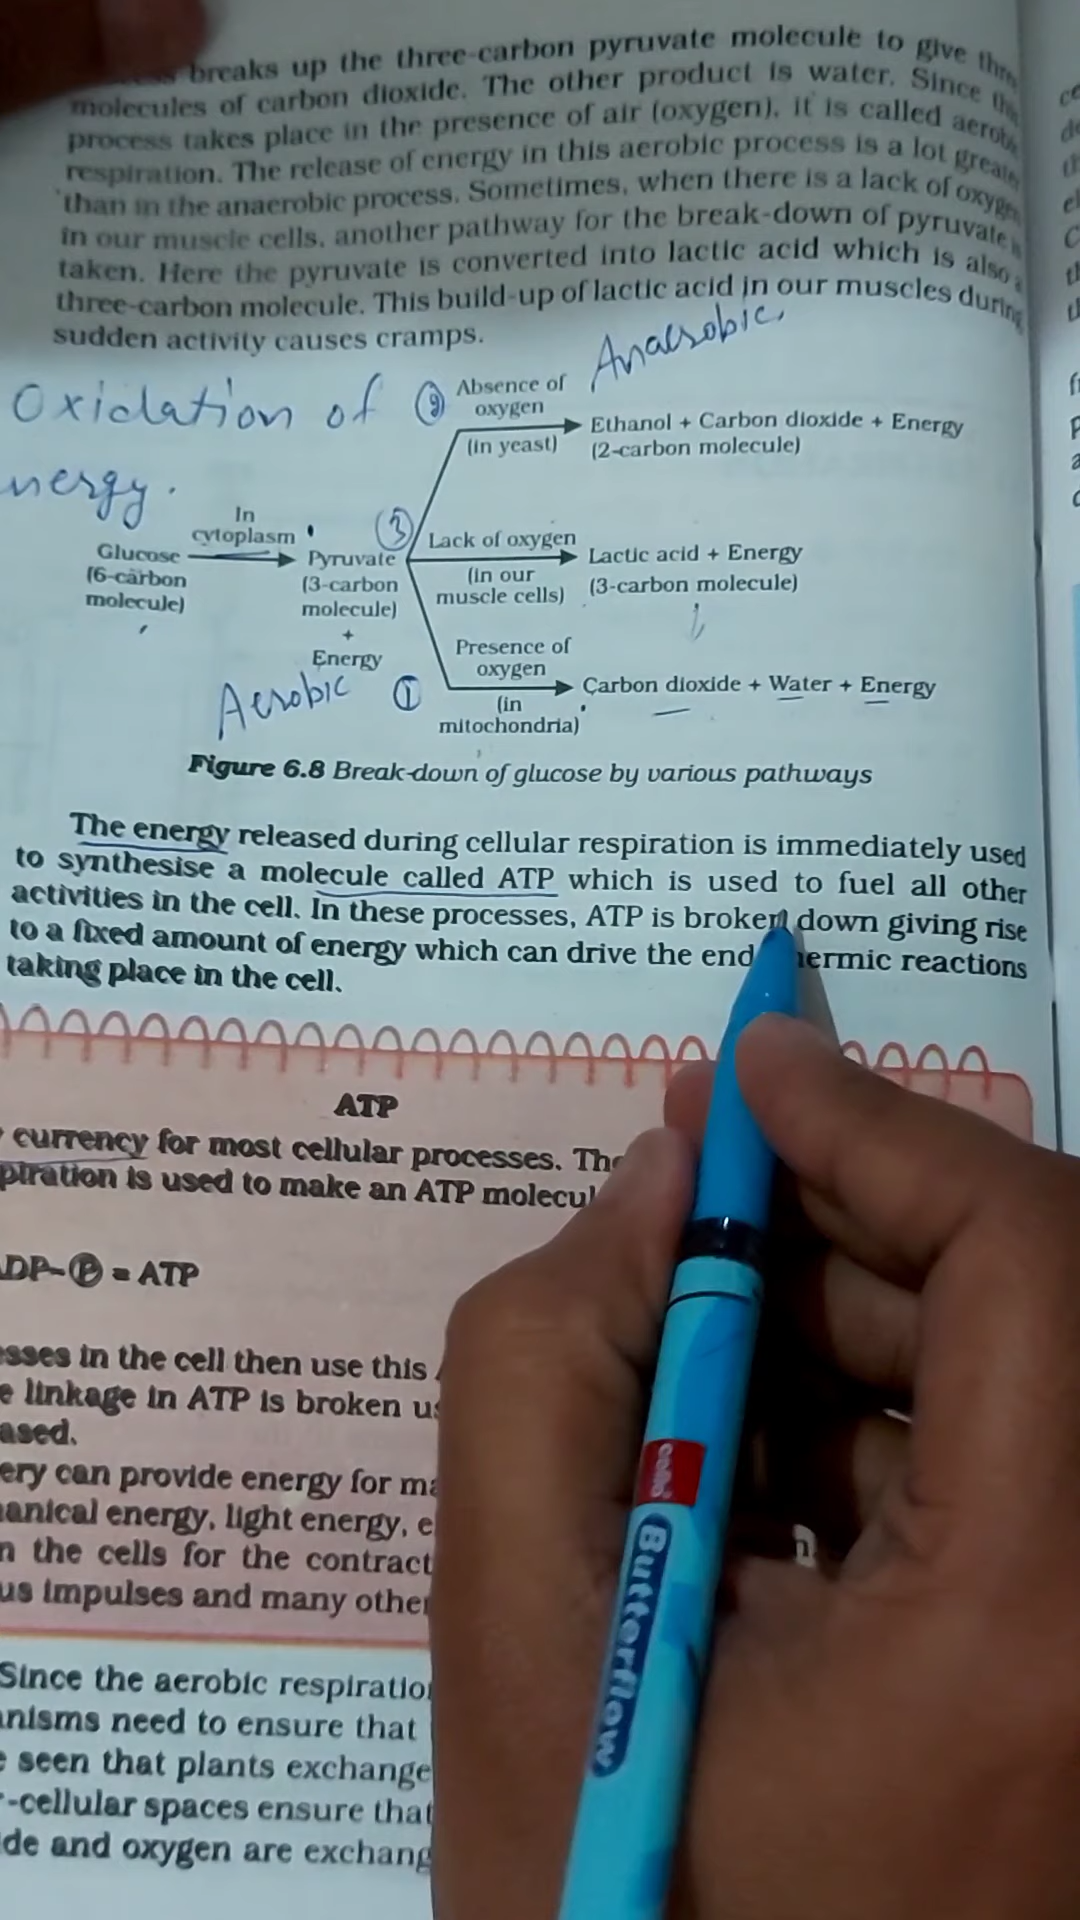 breaks up the three-carbon pyruvate molecule to give
molecules of carbon dioxide. The other product is water. Since
process takes place in the presence of air (oxygen), it is called aerobic
respiration. The release of energy in this aerobic process is a lot greater
than in the anaerobic process. Sometimes, when there is a lack of oxygen
in our muscle cells, another pathway for the break-down of pyruvate is
taken. Here the pyruvate is converted into lactic acid which is also a
three-carbon molecule. This build-up of lactic acid in our muscles during
sudden activity causes cramps.
Anaerobic.
Oxidation of
nergy.
② Absence of
oxygen
(in yeast)
Ethanol + Carbon dioxide + Energy
(2-carbon molecule)
In
cytoplasm
Glucose
(6-carbon
molecule)
Pyruvate
(3-carbon
molecule)
+
Energy
③
Lack of oxygen
(in our
muscle cells)
Lactic acid + Energy
(3-carbon molecule)
Aerobic ①
Presence of
oxygen
(in
mitochondria)
Carbon dioxide + Water + Energy
Figure 6.8 Break-down of glucose by various pathways
The energy released during cellular respiration is immediately used
to synthesise a molecule called ATP which is used to fuel all other
activities in the cell. In these processes, ATP is broken down giving rise
to a fixed amount of energy which can drive the end hermic reactions
taking place in the cell.
ATP
currency for most cellular processes. The
piration is used to make an ATP molecul
DP~Ⓟ = ATP
esses in the cell then use this
e linkage in ATP is broken us
ased.
ery can provide energy for ma
anical energy, light energy, e
n the cells for the contract
us impulses and many other
Since the aerobic respiratio
nisms need to ensure that
e seen that plants exchange
-cellular spaces ensure that
de and oxygen are exchang
cello
Butterflow